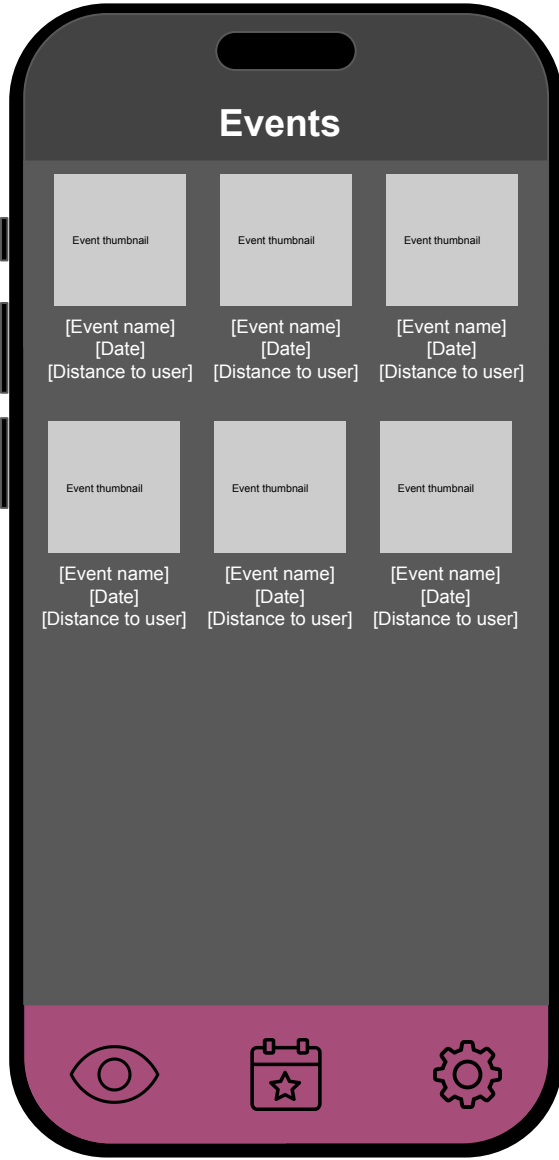 Events
Event thumbnail
Event thumbnail
Event thumbnail
[Event name]
[Date]
[Distance to user]
[Event name]
[Date]
[Distance to user]
[Event name]
[Date]
[Distance to user]
Event thumbnail
Event thumbnail
Event thumbnail
[Event name]
[Date]
[Distance to user]
[Event name]
[Date]
[Distance to user]
[Event name]
[Date]
[Distance to user]